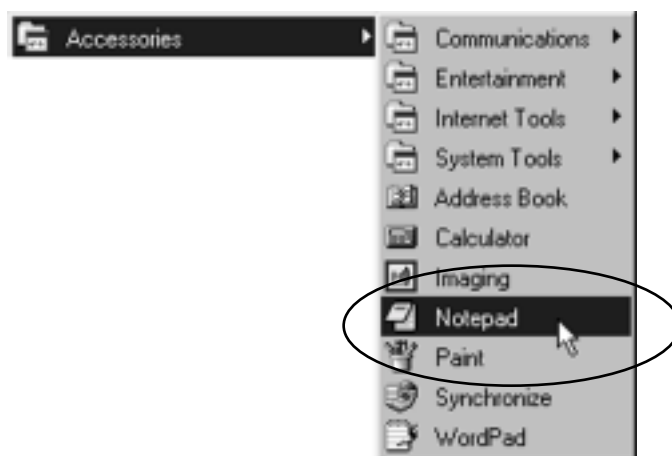 Accessories
Communications
Entertainment
Internet Tools
System Tools
Address Book
Calculator
Imaging
Notepad
Paint
Synchronize
WordPad